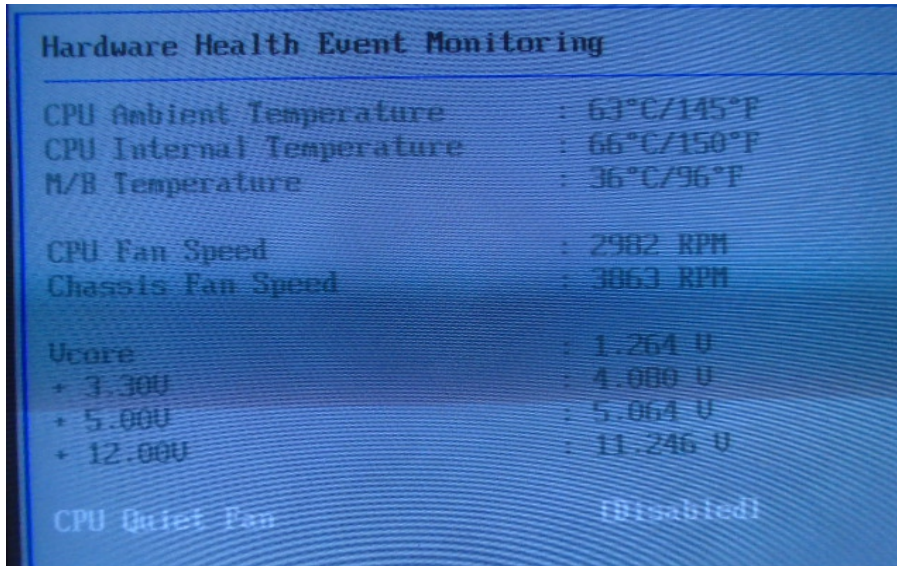 Hardware Health Event Monitoring
CPU Ambient Temperature : 63°C/145°F
CPU Internal Temperature : 66°C/150°F
M/B Temperature : 36°C/96°F
CPU Fan Speed : 2982 RPM
Chassis Fan Speed : 3863 RPM
Vcore : 1.264 V
+ 3.30V : 4.080 V
+ 5.00V : 5.064 V
+ 12.00V : 11.246 V
CPU Quiet Fan [Disabled]